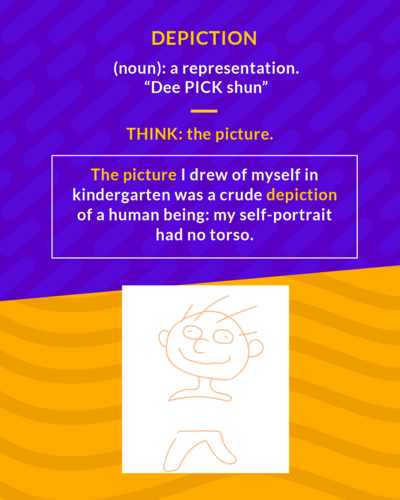 DEPICTION
(noun): a representation.
“Dee PICK shun”
THINK: the picture.
The picture I drew of myself in
kindergarten was a crude depiction
of a human being: my self-portrait
had no torso.